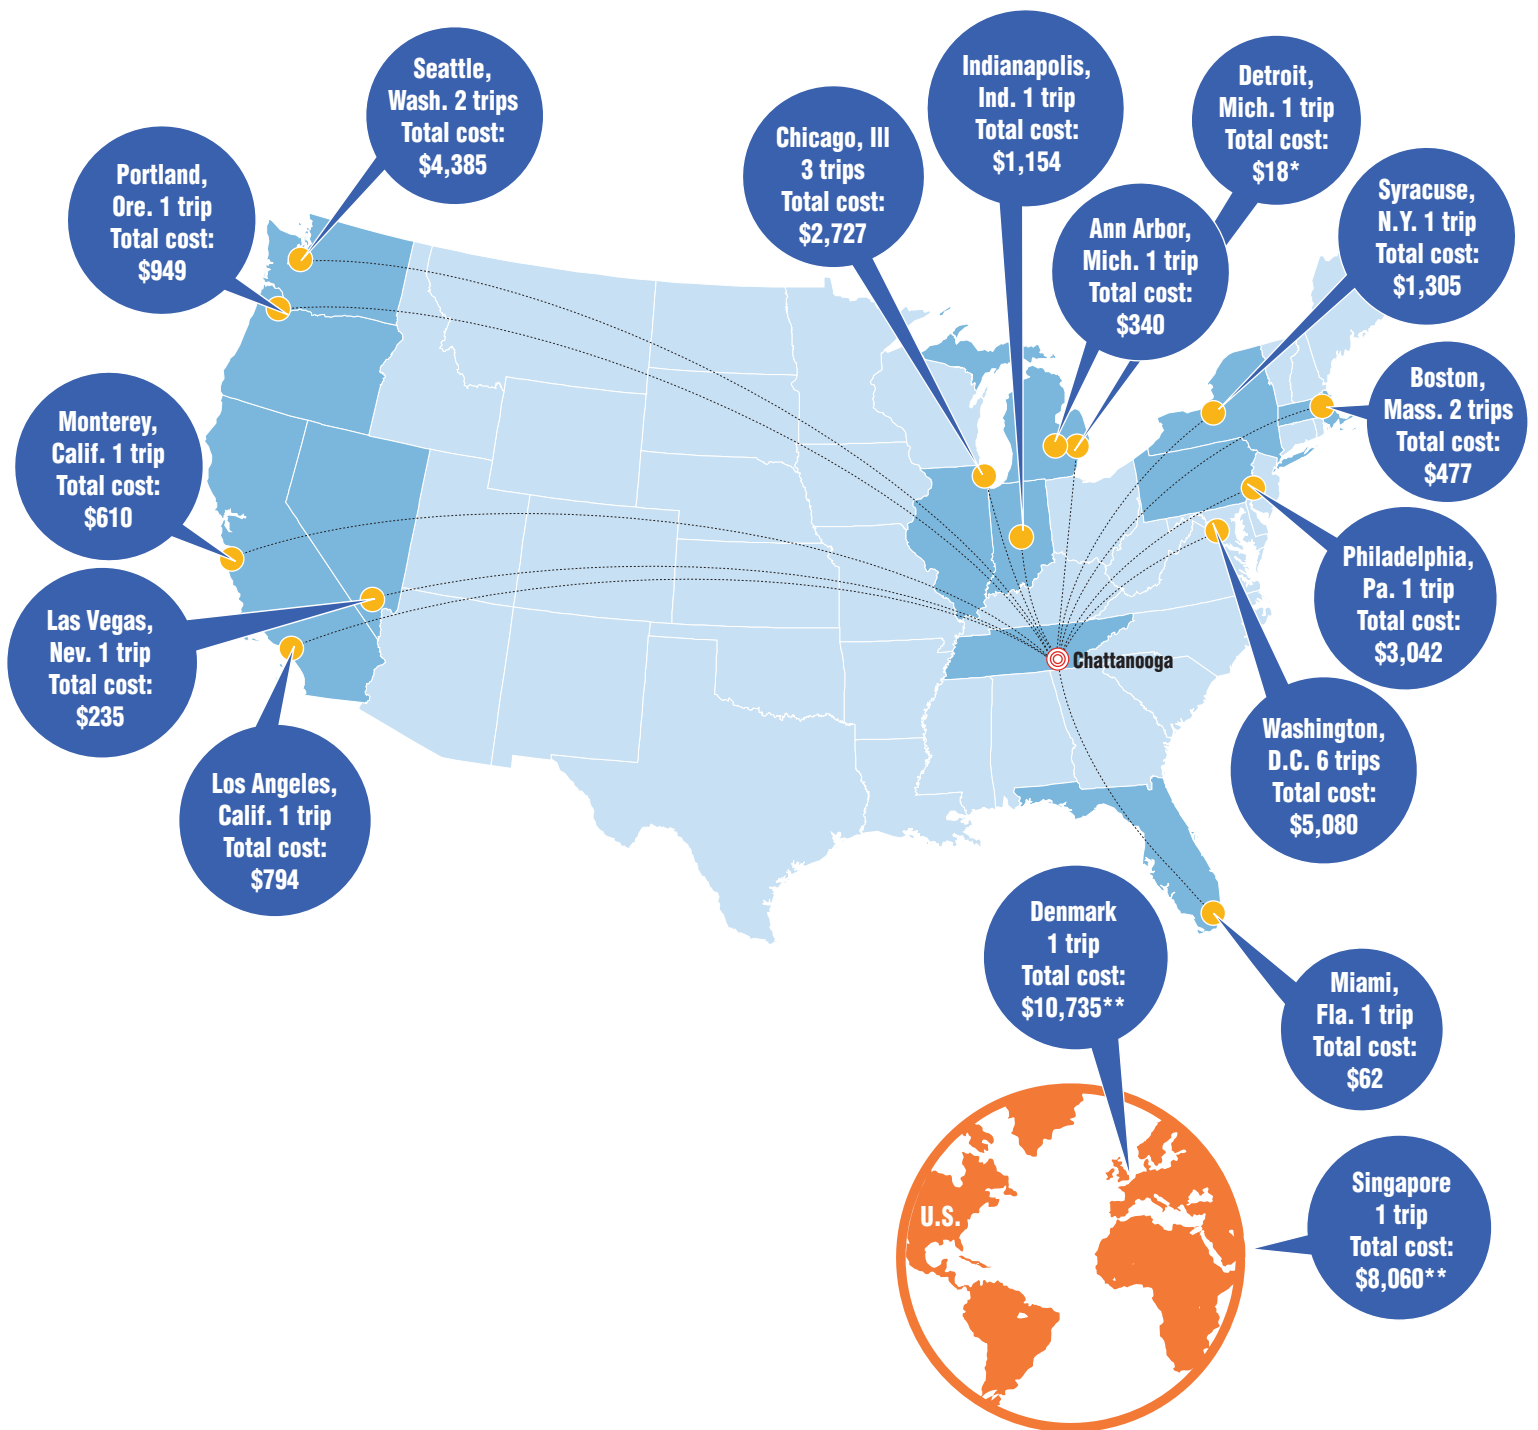 Seattle,
Wash. 2 trips
Total cost:
$4,385
Portland,
Ore. 1 trip
Total cost:
$949
Monterey,
Calif. 1 trip
Total cost:
$610
Las Vegas,
Nev. 1 trip
Total cost:
$235
Los Angeles,
Calif. 1 trip
Total cost:
$794
Chicago, Ill
3 trips
Total cost:
$2,727
Indianapolis,
Ind. 1 trip
Total cost:
$1,154
Detroit,
Mich. 1 trip
Total cost:
$18*
Ann Arbor,
Mich. 1 trip
Total cost:
$340
Syracuse,
N.Y. 1 trip
Total cost:
$1,305
Boston,
Mass. 2 trips
Total cost:
$477
Philadelphia,
Pa. 1 trip
Total cost:
$3,042
Chattanooga
Washington,
D.C. 6 trips
Total cost:
$5,080
Denmark
1 trip
Total cost:
$10,735**
Miami,
Fla. 1 trip
Total cost:
$62
U.S.
Singapore
1 trip
Total cost:
$8,060**